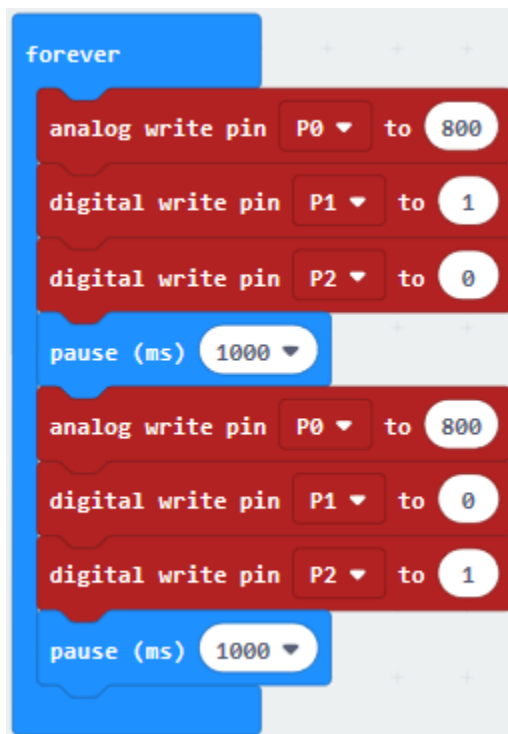 forever
analog write pin P0 to 800
digital write pin P1 to 1
digital write pin P2 to 0
pause (ms) 1000
analog write pin P0 to 800
digital write pin P1 to 0
digital write pin P2 to 1
pause (ms) 1000